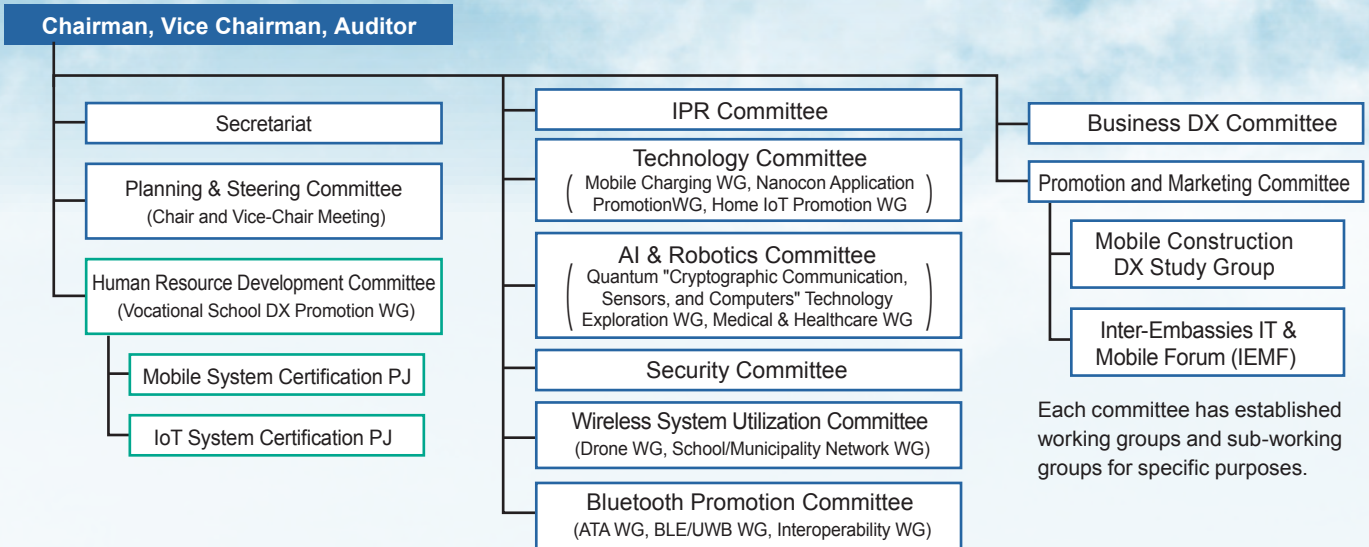 Chairman, Vice Chairman, Auditor
Secretariat
Planning & Steering Committee
(Chair and Vice-Chair Meeting)
Human Resource Development Committee
(Vocational School DX Promotion WG)
Mobile System Certification PJ
IoT System Certification PJ
IPR Committee
Technology Committee
( Mobile Charging WG, Nanocon Application
PromotionWG, Home IoT Promotion WG )
AI & Robotics Committee
( Quantum "Cryptographic Communication,
Sensors, and Computers" Technology
Exploration WG, Medical & Healthcare WG )
Security Committee
Wireless System Utilization Committee
(Drone WG, School/Municipality Network WG)
Bluetooth Promotion Committee
(ATA WG, BLE/UWB WG, Interoperability WG)
Business DX Committee
Promotion and Marketing Committee
Mobile Construction
DX Study Group
Inter-Embassies IT &
Mobile Forum (IEMF)
Each committee has established
working groups and sub-working
groups for specific purposes.